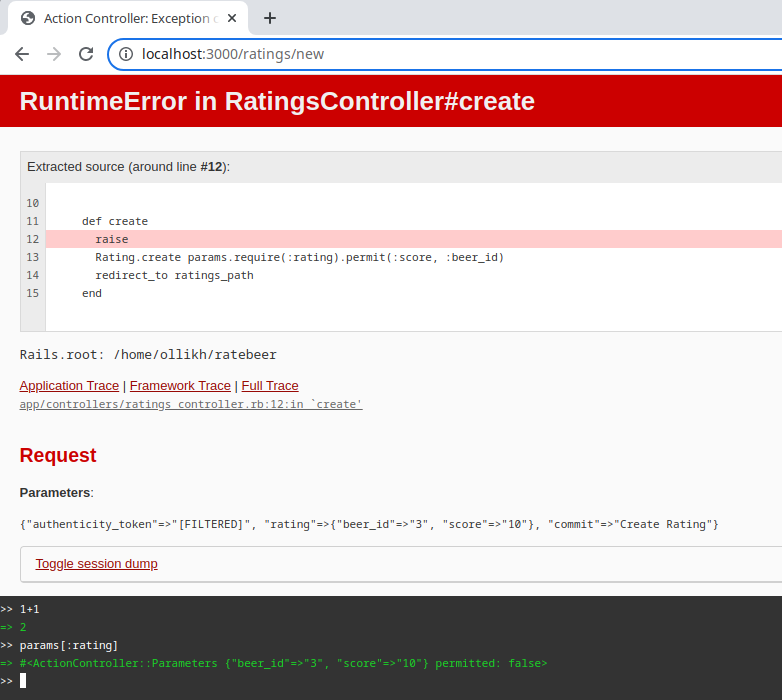 Action Controller: Exception c
localhost:3000/ratings/new
RuntimeError in RatingsController#create
Extracted source (around line #12):
10
11 def create
12 raise
13 Rating.create params.require(:rating).permit(:score, :beer_id)
14 redirect_to ratings_path
15 end
Rails.root: /home/ollikh/ratebeer
Application Trace | Framework Trace | Full Trace
app/controllers/ratings_controller.rb:12:in `create'
Request
Parameters:
{"authenticity_token"=>"[FILTERED]", "rating"=>{"beer_id"=>"3", "score"=>"10"}, "commit"=>"Create Rating"}
Toggle session dump
>> 1+1
=> 2
>> params[:rating]
=> #<ActionController::Parameters {"beer_id"=>"3", "score"=>"10"} permitted: false>
>>